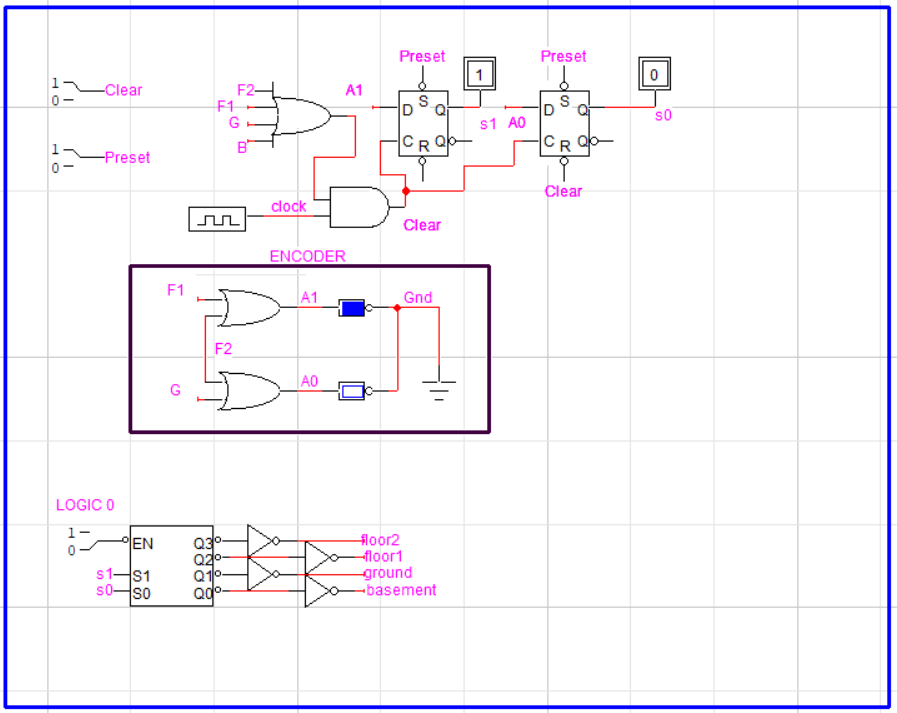 Preset Preset
1 0
1 Clear
0
F2
A1
F1
G
B
D S Q
s1 A0
D S Q
s0
C R Q
C R Q
1 Preset
0
Clear
clock
Clear
ENCODER
F1 A1 Gnd
F2
G A0
LOGIC 0
1
0
EN Q3 floor2
Q2 floor1
s1 S1 Q1 ground
s0 S0 Q0 basement